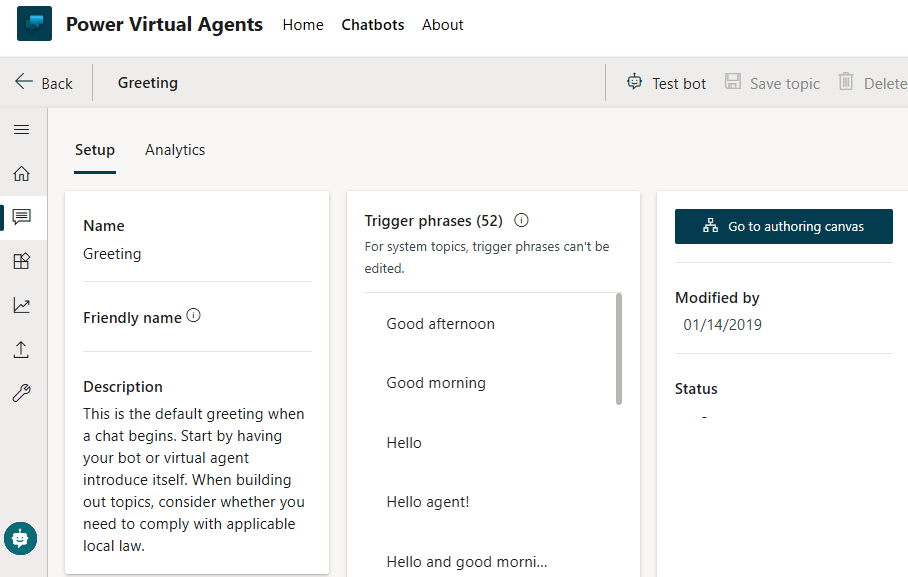 Power Virtual Agents Home Chatbots About
Back Greeting Test bot Save topic Delete
Setup Analytics
Name
Greeting
Friendly name
Description
This is the default greeting when
a chat begins. Start by having
your bot or virtual agent
introduce itself. When building
out topics, consider whether you
need to comply with applicable
local law.
Trigger phrases (52)
For system topics, trigger phrases can't be
edited.
Good afternoon
Good morning
Hello
Hello agent!
Hello and good morni...
Go to authoring canvas
Modified by
01/14/2019
Status
-